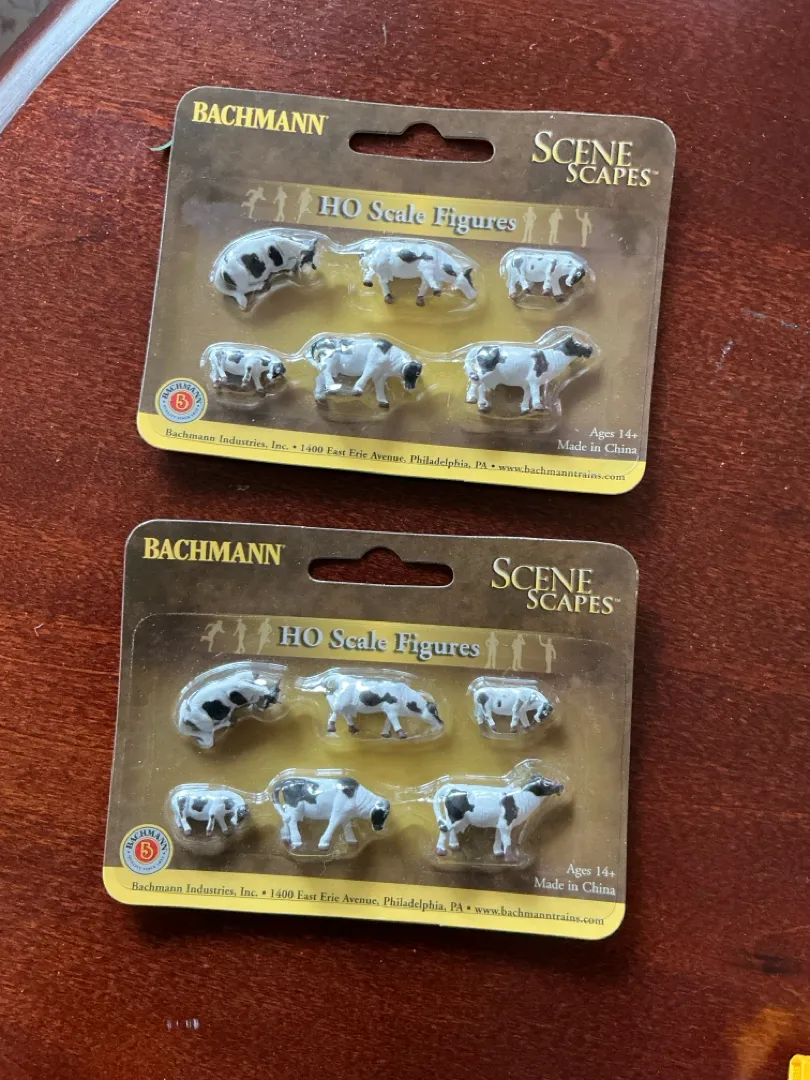 BACHMANN
SCENE
SCAPES™
HO Scale Figures
BACHMANN
B
Ages 14+
Made in China
Bachmann Industries, Inc. • 1400 East Erie Avenue, Philadelphia, PA • www.bachmanntrains.com
BACHMANN
SCENE
SCAPES™
HO Scale Figures
BACHMANN
B
Ages 14+
Made in China
Bachmann Industries, Inc. • 1400 East Erie Avenue, Philadelphia, PA • www.bachmanntrains.com